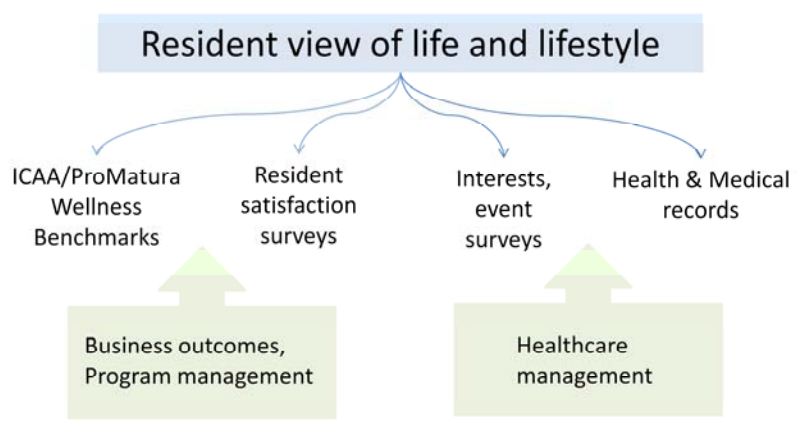 Resident view of life and lifestyle
ICAA/ProMatura
Wellness
Benchmarks
Resident
satisfaction
surveys
Interests,
event
surveys
Health & Medical
records
Business outcomes,
Program management
Healthcare
management